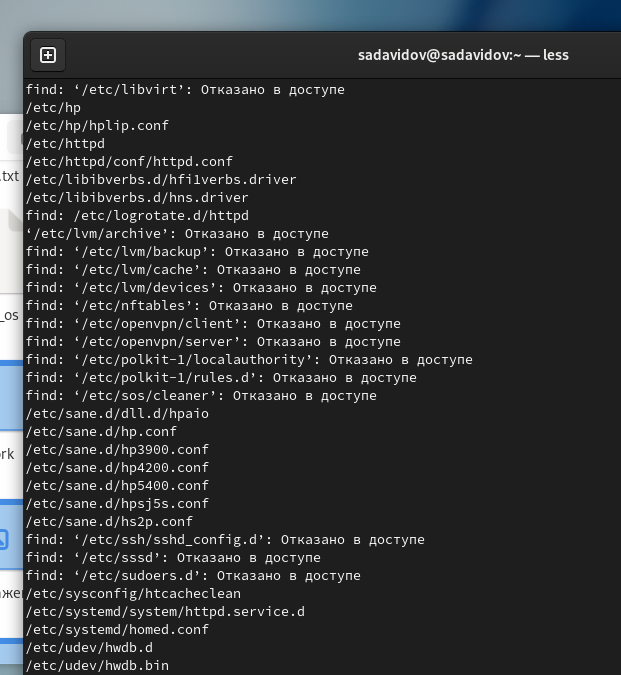 sadavidov@sadavidov:~ — less
find: ‘/etc/libvirt’: Отказано в доступе
/etc/hp
/etc/hp/hplip.conf
/etc/httpd
/etc/httpd/conf/httpd.conf
/etc/libibverbs.d/hfi1verbs.driver
/etc/libibverbs.d/hns.driver
find: /etc/logrotate.d/httpd
‘/etc/lvm/archive’: Отказано в доступе
find: ‘/etc/lvm/backup’: Отказано в доступе
find: ‘/etc/lvm/cache’: Отказано в доступе
find: ‘/etc/lvm/devices’: Отказано в доступе
find: ‘/etc/nftables’: Отказано в доступе
find: ‘/etc/openvpn/client’: Отказано в доступе
find: ‘/etc/openvpn/server’: Отказано в доступе
find: ‘/etc/polkit-1/localauthority’: Отказано в доступе
find: ‘/etc/polkit-1/rules.d’: Отказано в доступе
find: ‘/etc/sos/cleaner’: Отказано в доступе
/etc/sane.d/dll.d/hpaio
/etc/sane.d/hp.conf
/etc/sane.d/hp3900.conf
/etc/sane.d/hp4200.conf
/etc/sane.d/hp5400.conf
/etc/sane.d/hpsj5s.conf
/etc/sane.d/hs2p.conf
find: ‘/etc/ssh/sshd_config.d’: Отказано в доступе
find: ‘/etc/sssd’: Отказано в доступе
find: ‘/etc/sudoers.d’: Отказано в доступе
/etc/sysconfig/htcacheclean
/etc/systemd/system/httpd.service.d
/etc/systemd/homed.conf
/etc/udev/hwdb.d
/etc/udev/hwdb.bin
.txt
_os